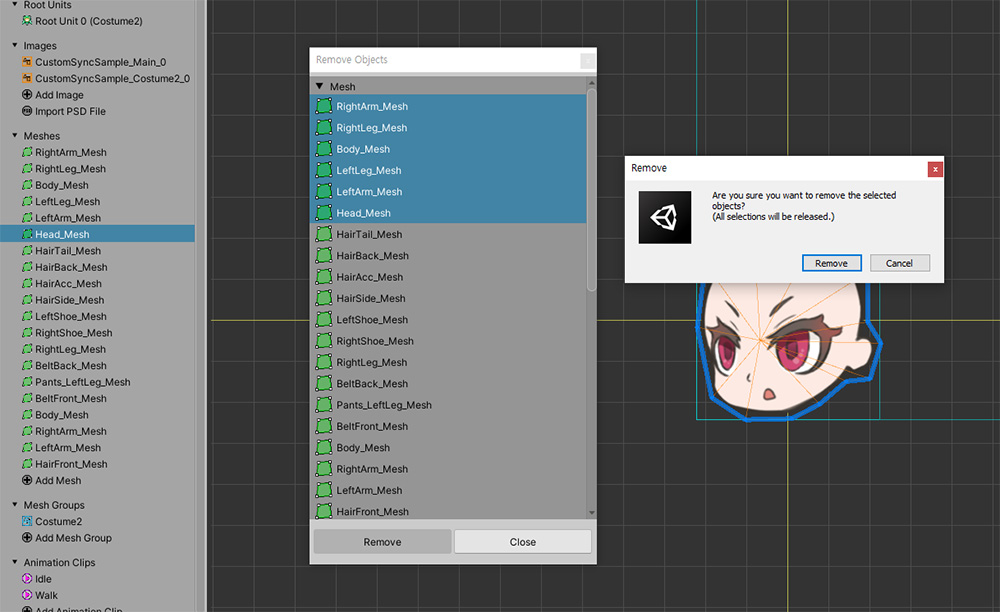 Root Units
Root Unit 0 (Costume2)
Images
CustomSyncSample_Main_0
CustomSyncSample_Costume2_0
Add Image
Import PSD File
Meshes
RightArm_Mesh
RightLeg_Mesh
Body_Mesh
LeftLeg_Mesh
LeftArm_Mesh
Head_Mesh
HairTail_Mesh
HairBack_Mesh
HairAcc_Mesh
HairSide_Mesh
LeftShoe_Mesh
RightShoe_Mesh
RightLeg_Mesh
BeltBack_Mesh
Pants_LeftLeg_Mesh
BeltFront_Mesh
Body_Mesh
RightArm_Mesh
LeftArm_Mesh
HairFront_Mesh
Add Mesh
Mesh Groups
Costume2
Add Mesh Group
Animation Clips
Idle
Walk
Add Animation Clip
Remove Objects
Mesh
RightArm_Mesh
RightLeg_Mesh
Body_Mesh
LeftLeg_Mesh
LeftArm_Mesh
Head_Mesh
HairTail_Mesh
HairBack_Mesh
HairAcc_Mesh
HairSide_Mesh
LeftShoe_Mesh
RightShoe_Mesh
RightLeg_Mesh
BeltBack_Mesh
Pants_LeftLeg_Mesh
BeltFront_Mesh
Body_Mesh
RightArm_Mesh
LeftArm_Mesh
HairFront_Mesh
Remove
Close
Remove
Are you sure you want to remove the selected
objects?
(All selections will be released.)
Remove
Cancel